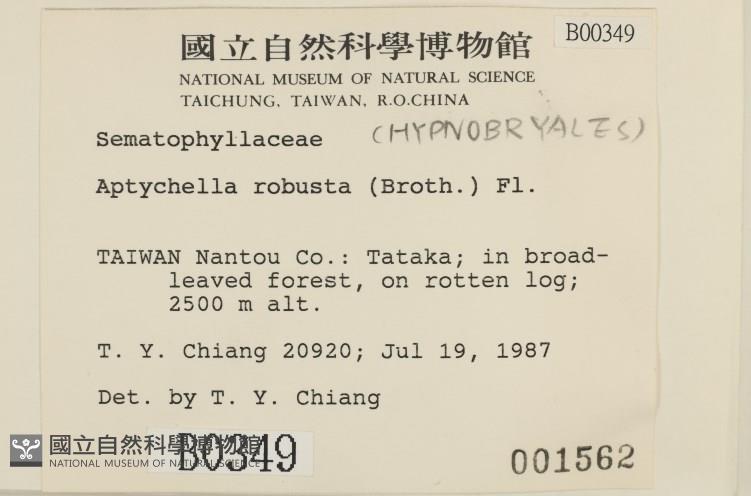 B00349
國立自然科學博物館
NATIONAL MUSEUM OF NATURAL SCIENCE
TAICHUNG, TAIWAN, R.O.CHINA
Sematophyllaceae (HYPNOBRYALES)
Aptychella robusta (Broth.) Fl.
TAIWAN Nantou Co.: Tataka; in broad-
leaved forest, on rotten log;
2500 m alt.
T. Y. Chiang 20920; Jul 19, 1987
Det. by T. Y. Chiang
國立自然科學博物館
NATIONAL MUSEUM OF NATURAL SCIENCE
B00349
001562